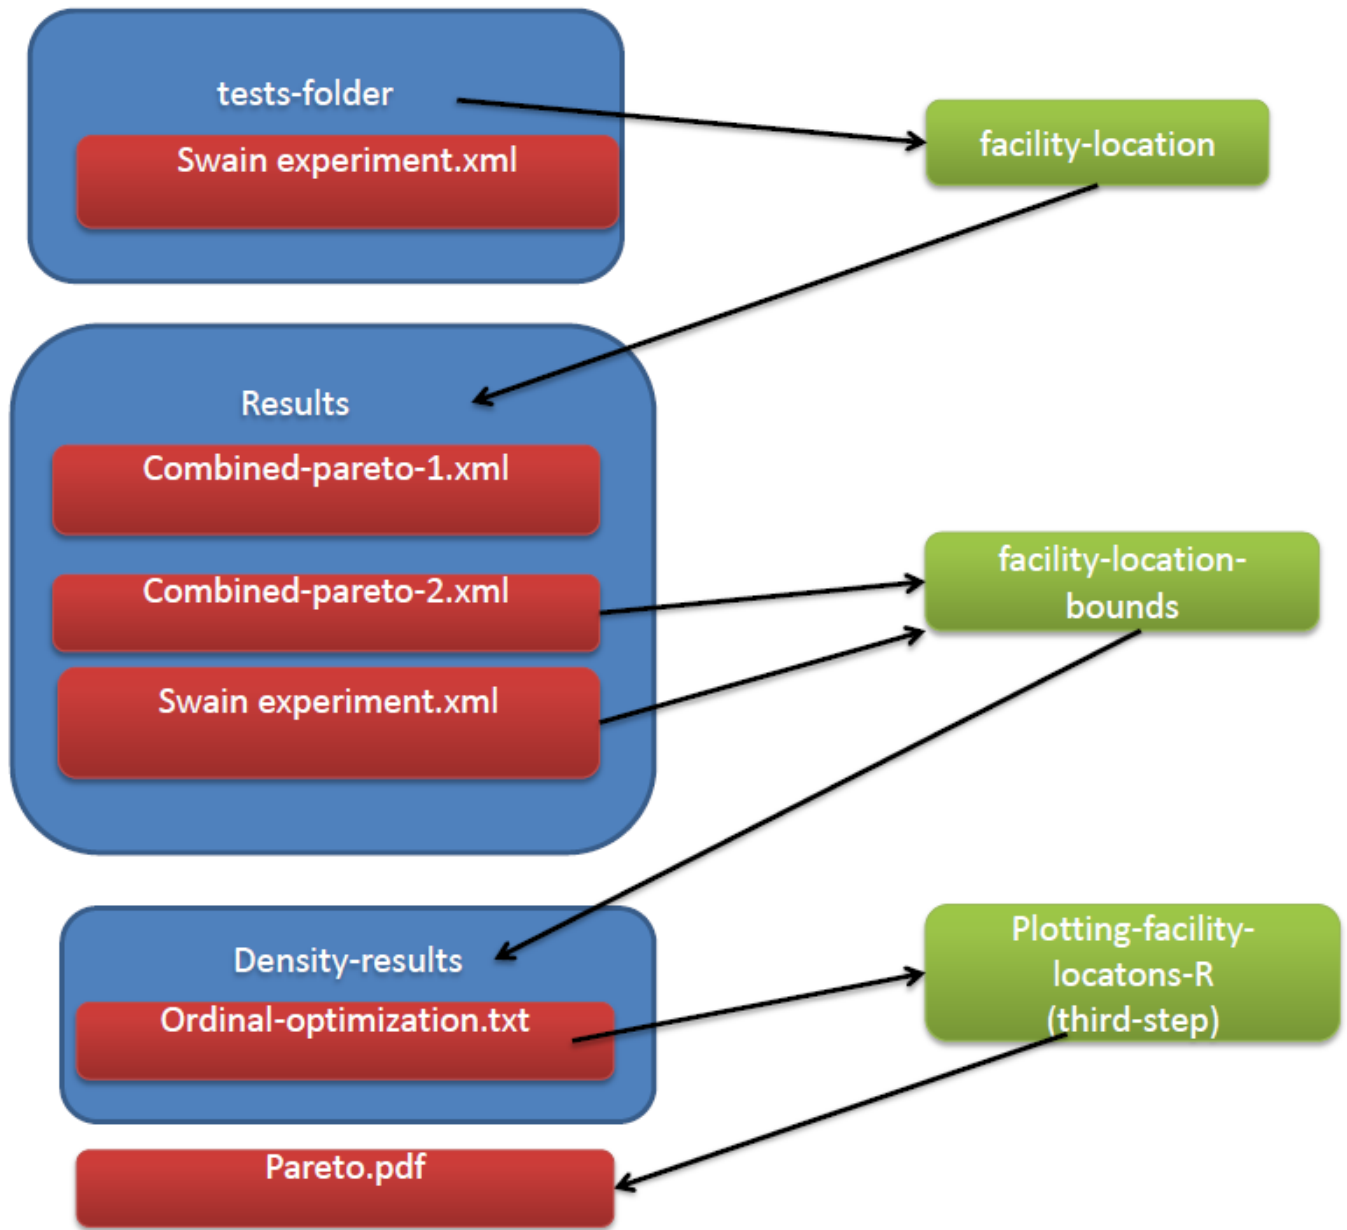 tests-folder
Swain experiment.xml
facility-location
Results
Combined-pareto-1.xml
Combined-pareto-2.xml
Swain experiment.xml
facility-location-
bounds
Density-results
Ordinal-optimization.txt
Plotting-facility-
locatons-R
(third-step)
Pareto.pdf